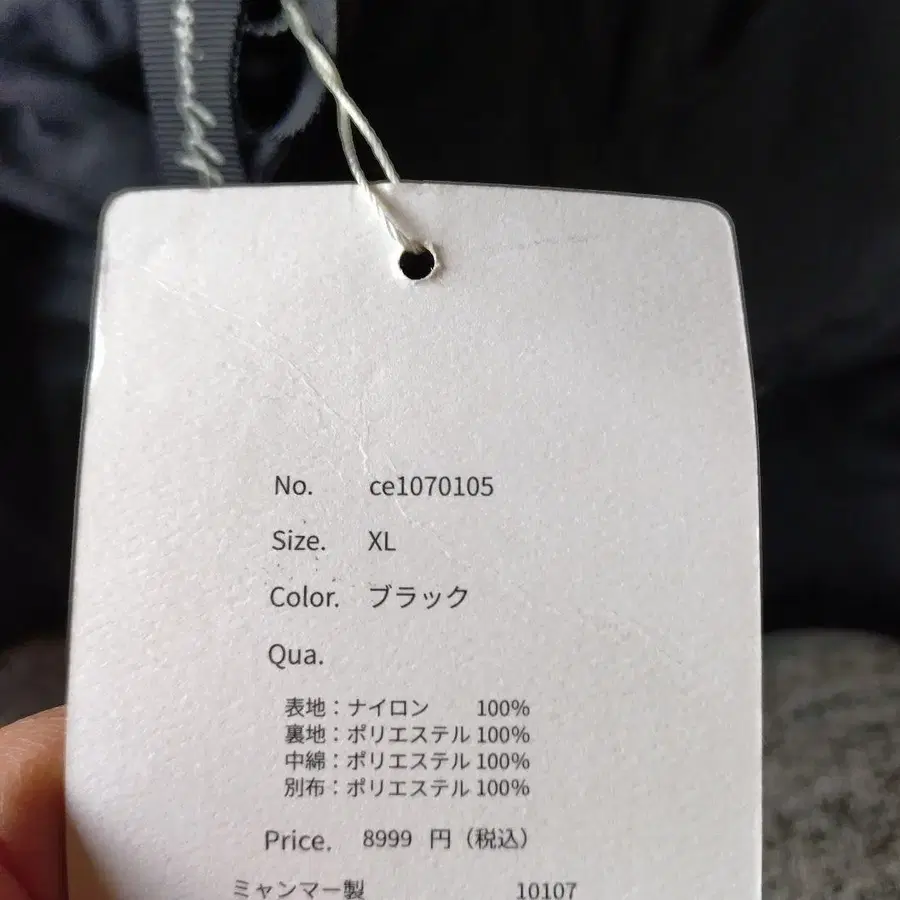 No. ce1070105
Size. XL
Color. ブラック
Qua.
表地：ナイロン 100%
裏地：ポリエステル 100%
中綿：ポリエステル 100%
別布：ポリエステル 100%
Price. 8999 円（税込）
ミャンマー製 10107